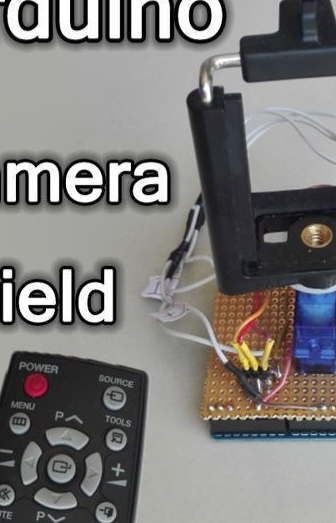 rduino
mera
ield
POWER
SOURCE
MENU
P
TOOLS
+
-
P